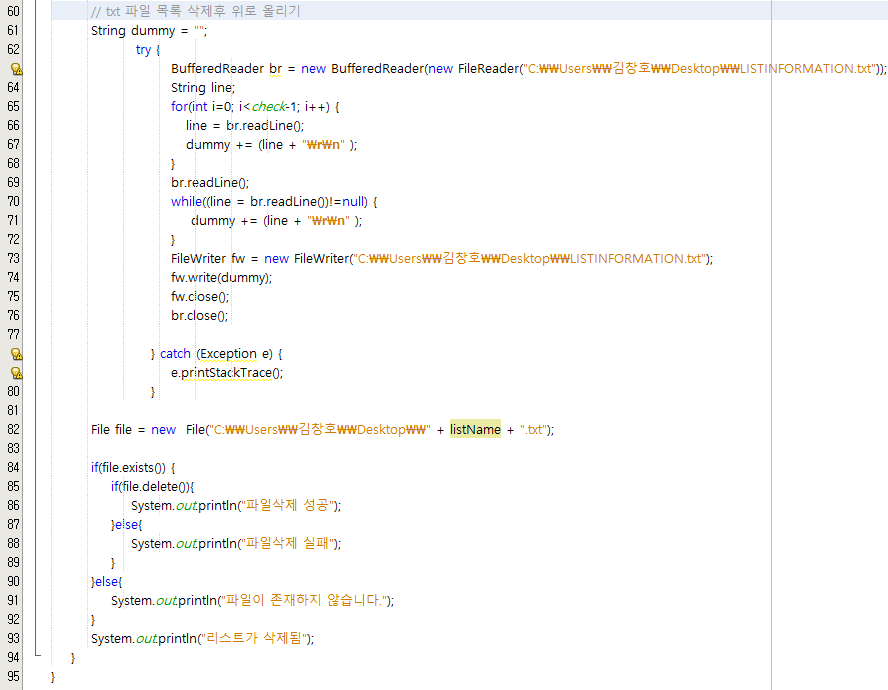 60 // txt 파일 목록 삭제후 위로 올리기
61 String dummy = "";
62 try {
BufferedReader br = new BufferedReader(new FileReader("C:₩₩Users₩₩김창호₩₩Desktop₩₩LISTINFORMATION.txt"));
64 String line;
65 for(int i=0; i<check-1; i++) {
66 line = br.readLine();
67 dummy += (line + "₩r₩n" );
68 }
69 br.readLine();
70 while((line = br.readLine())!=null) {
71 dummy += (line + "₩r₩n" );
72 }
73 FileWriter fw = new FileWriter("C:₩₩Users₩₩김창호₩₩Desktop₩₩LISTINFORMATION.txt");
74 fw.write(dummy);
75 fw.close();
76 br.close();
77
} catch (Exception e) {
e.printStackTrace();
80 }
81
82 File file = new File("C:₩₩Users₩₩김창호₩₩Desktop₩₩" + listName + ".txt");
83
84 if(file.exists()) {
85 if(file.delete()){
86 System.out.println("파일삭제 성공");
87 }else{
88 System.out.println("파일삭제 실패");
89 }
90 }else{
91 System.out.println("파일이 존재하지 않습니다.");
92 }
93 System.out.println("리스트가 삭제됨");
94 }
95 }